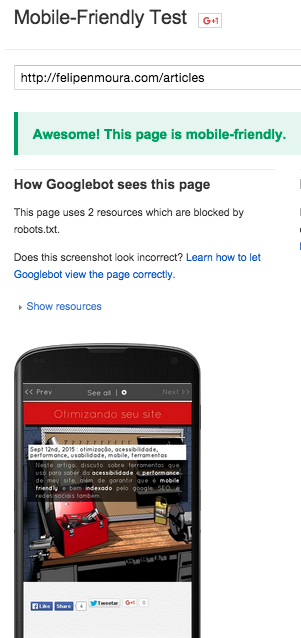 Mobile-Friendly Test
G+1
http://felipenmoura.com/articles
Awesome! This page is mobile-friendly.
How Googlebot sees this page
This page uses 2 resources which are blocked by
robots.txt.
Does this screenshot look incorrect? Learn how to let
Googlebot view the page correctly.
Show resources
<< Prev See all | Next >>
Otimizando seu site
Sept 12nd, 2015 : otimização, acessibilidade,
performance, usabilidade, mobile, ferramentas
Neste artigo, discuto sobre ferramentas que
uso para saber do acessibilidade e performance
de meu site, além de garantir que é mobile
friendly e bem indexado pelo google. SEO e
redes sociais também.
Like Share 4 Tweetar G+1 0